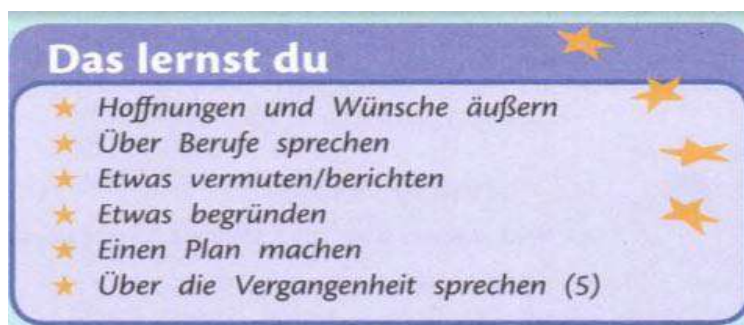 Das lernst du
Hoffnungen und Wünsche äußern
Über Berufe sprechen
Etwas vermuten/berichten
Etwas begründen
Einen Plan machen
Über die Vergangenheit sprechen (5)